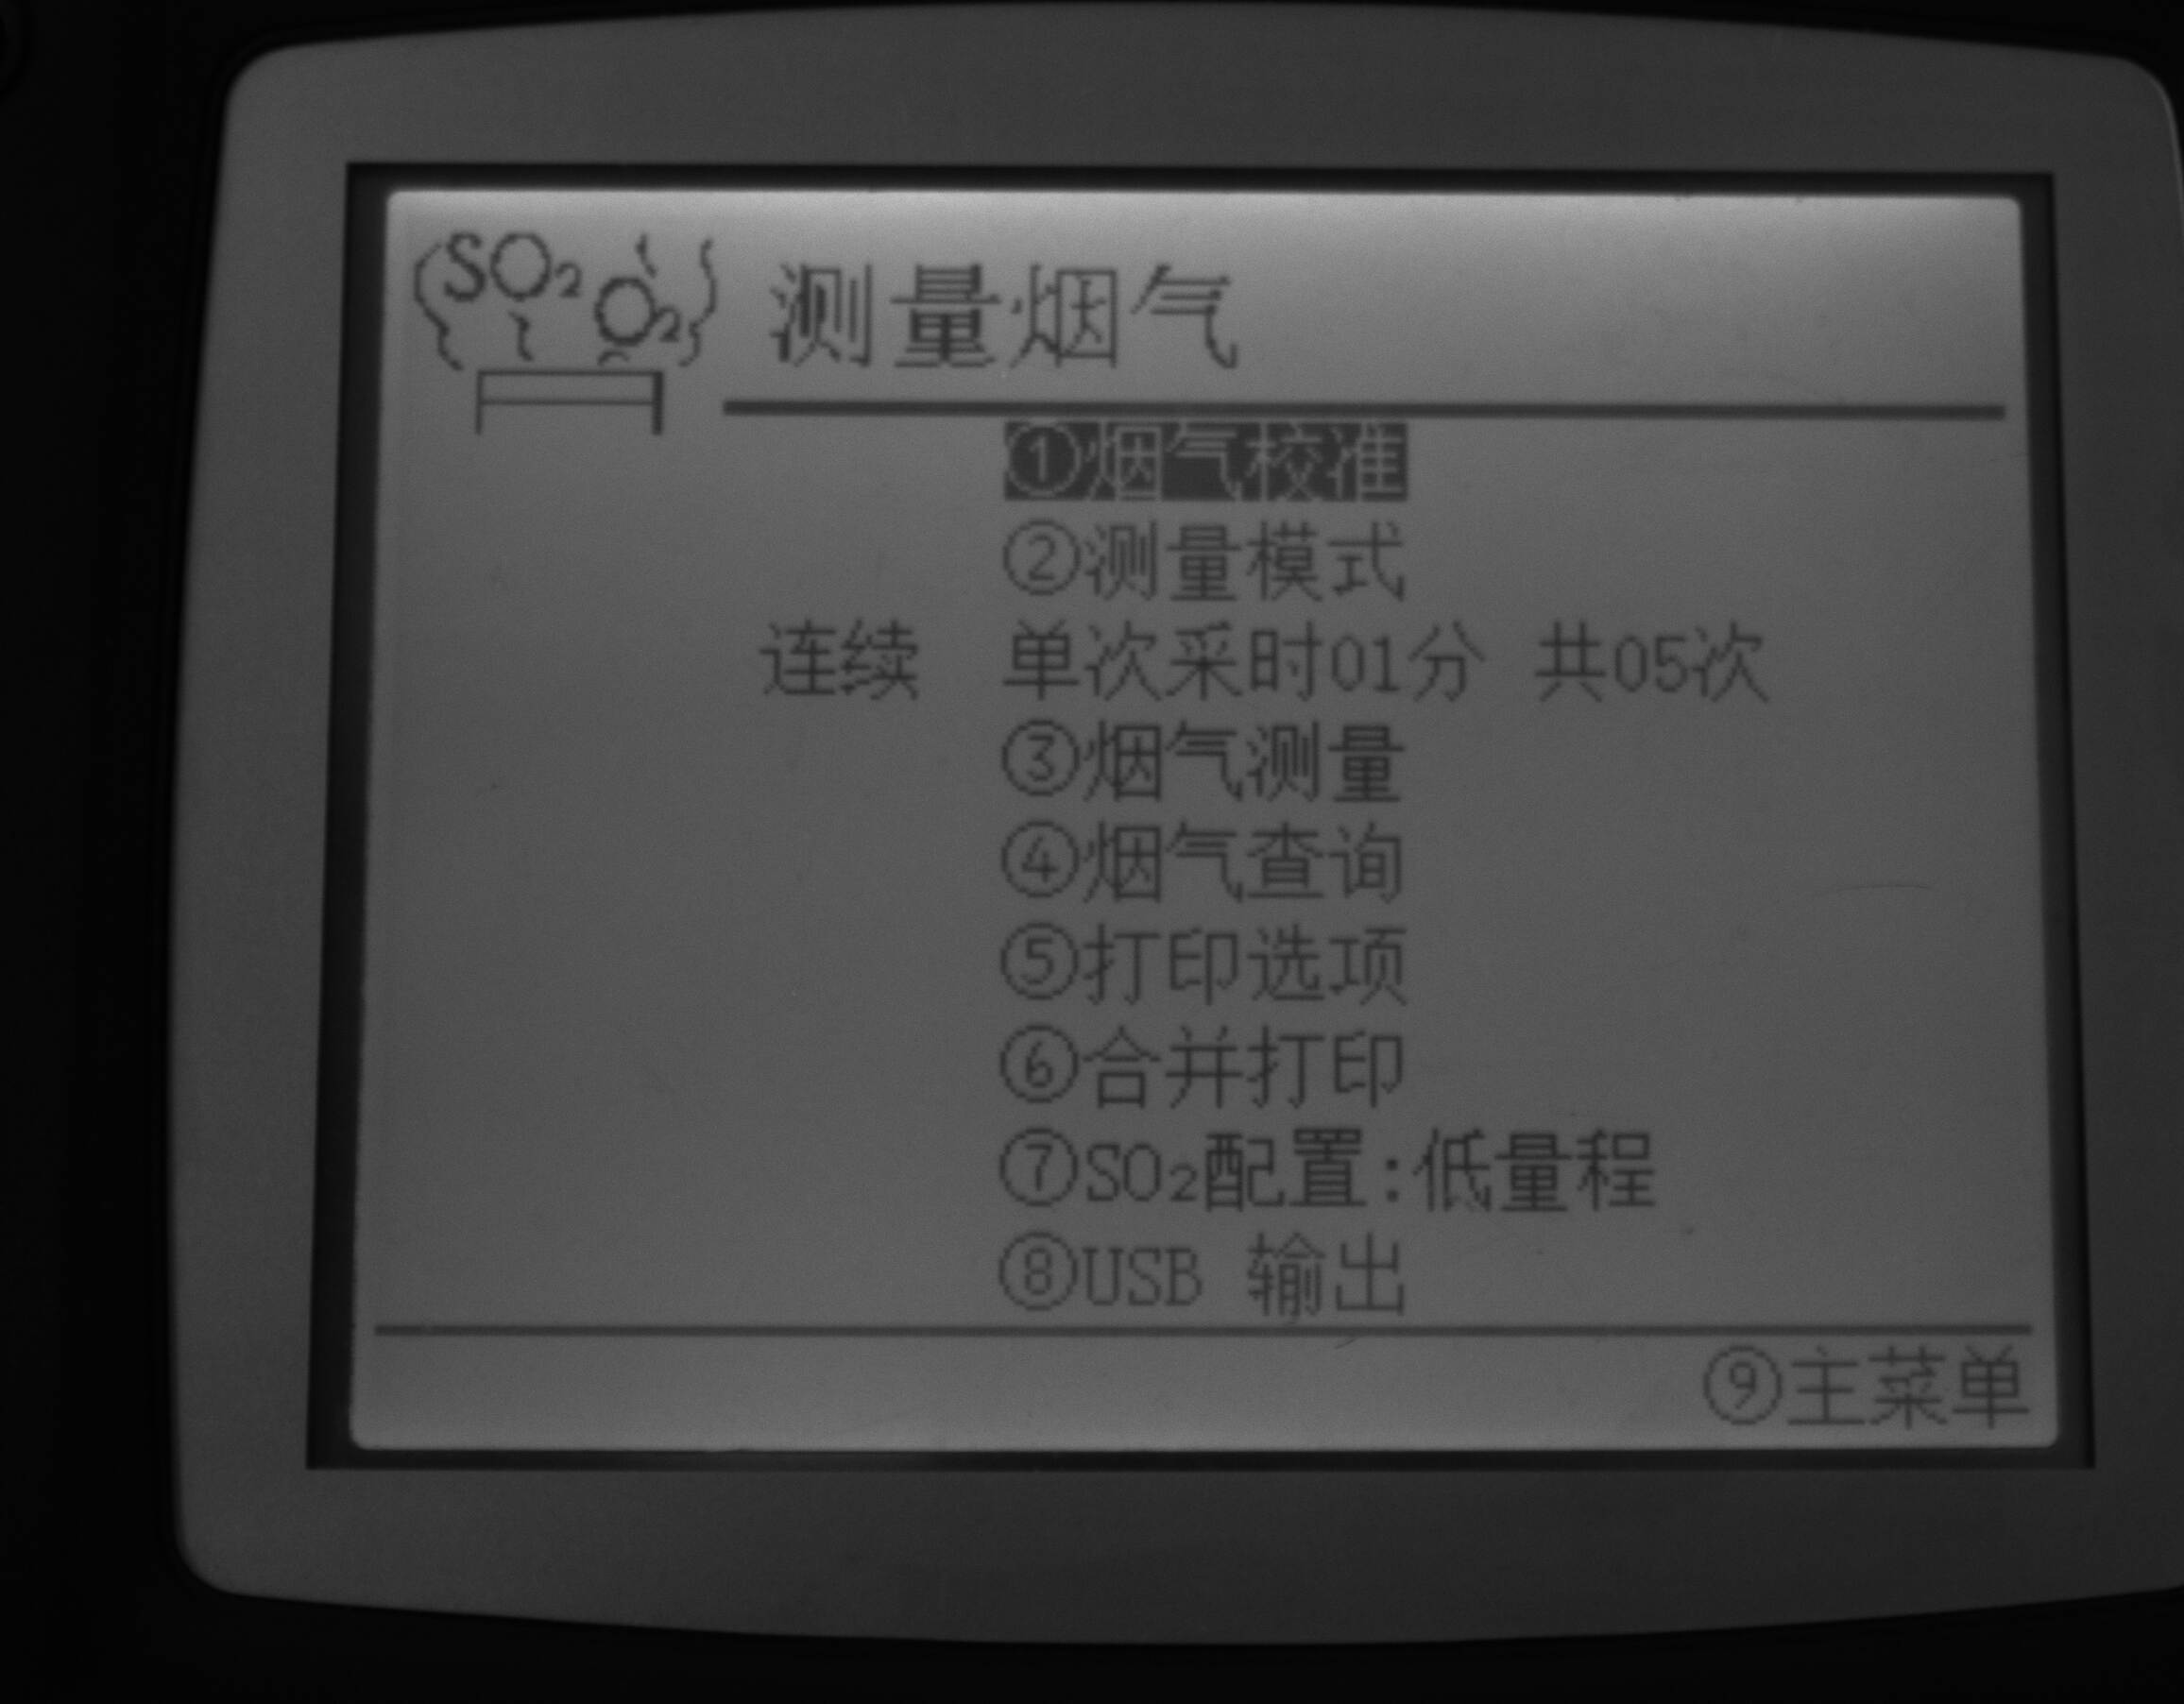 SO₂ O₂ 测量烟气
①烟气校准
②测量模式
连续 单次采时01分 共05次
③烟气测量
④烟气查询
⑤打印选项
⑥合并打印
⑦SO₂配置:低量程
⑧USB 输出
⑨主菜单